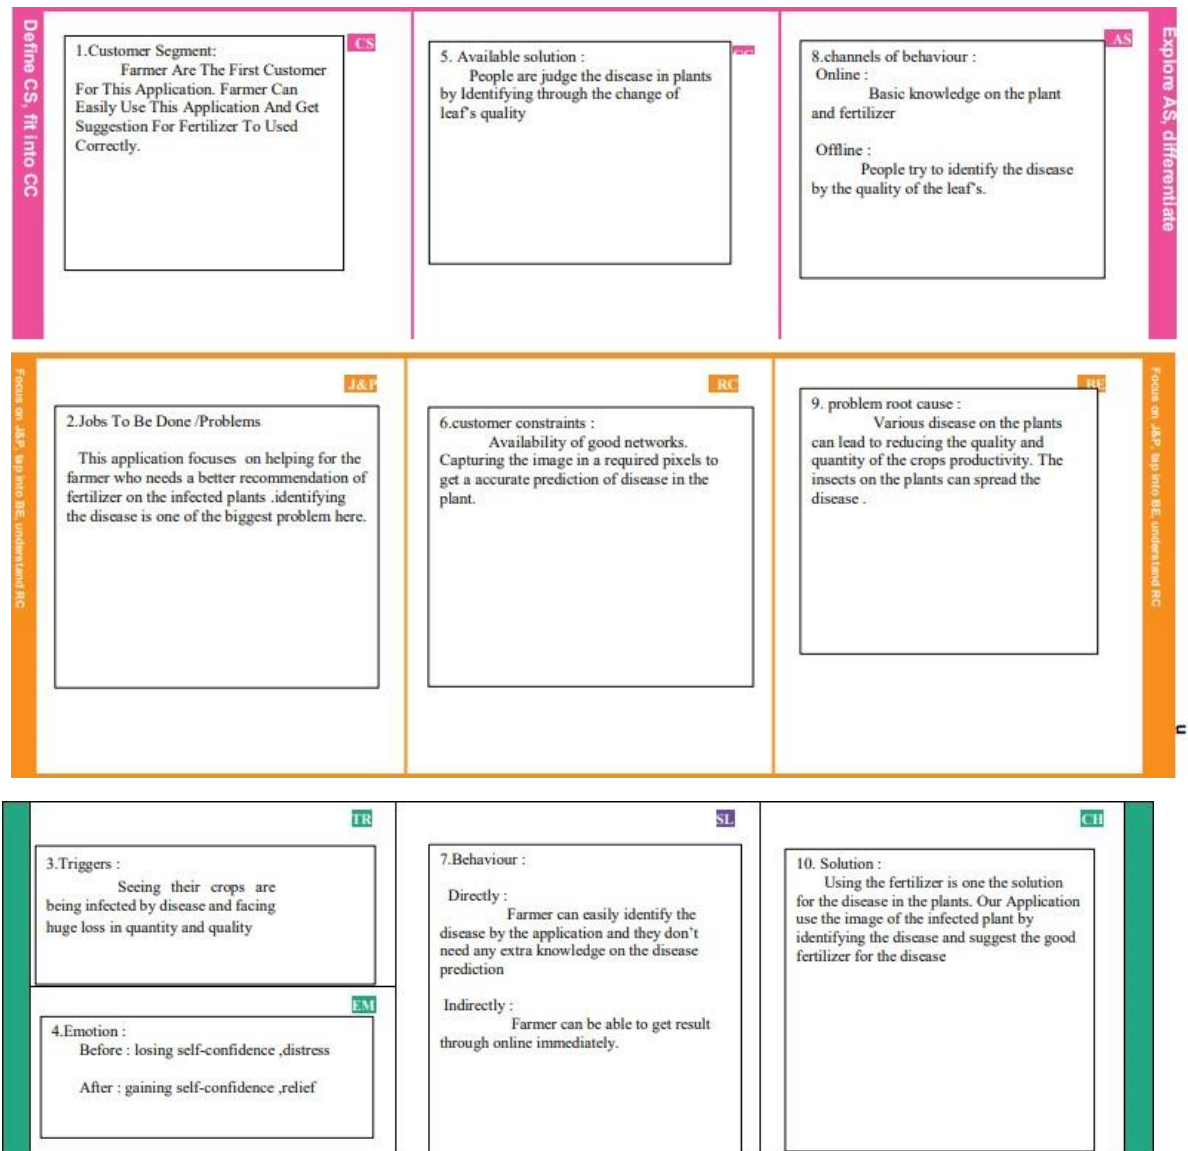 Define CS, fit into CC
CS
1.Customer Segment:
Farmer Are The First Customer
For This Application. Farmer Can
Easily Use This Application And Get
Suggestion For Fertilizer To Used
Correctly.
5. Available solution :
People are judge the disease in plants
by Identifying through the change of
leaf's quality
AS
8.channels of behaviour :
Online :
Basic knowledge on the plant
and fertilizer
Offline :
People try to identify the disease
by the quality of the leaf's.
Explore AS, differentiate
Focus on J&P, tap into BE, understand RC
J&P
2.Jobs To Be Done /Problems
This application focuses on helping for the
farmer who needs a better recommendation of
fertilizer on the infected plants .identifying
the disease is one of the biggest problem here.
RC
6.customer constraints :
Availability of good networks.
Capturing the image in a required pixels to
get a accurate prediction of disease in the
plant.
BE
9. problem root cause :
Various disease on the plants
can lead to reducing the quality and
quantity of the crops productivity. The
insects on the plants can spread the
disease .
Focus on J&P, tap into BE, understand RC
TR
3.Triggers :
Seeing their crops are
being infected by disease and facing
huge loss in quantity and quality
EM
4.Emotion :
Before : losing self-confidence ,distress
After : gaining self-confidence ,relief
SL
7.Behaviour :
Directly :
Farmer can easily identify the
disease by the application and they don't
need any extra knowledge on the disease
prediction
Indirectly :
Farmer can be able to get result
through online immediately.
CH
10. Solution :
Using the fertilizer is one the solution
for the disease in the plants. Our Application
use the image of the infected plant by
identifying the disease and suggest the good
fertilizer for the disease